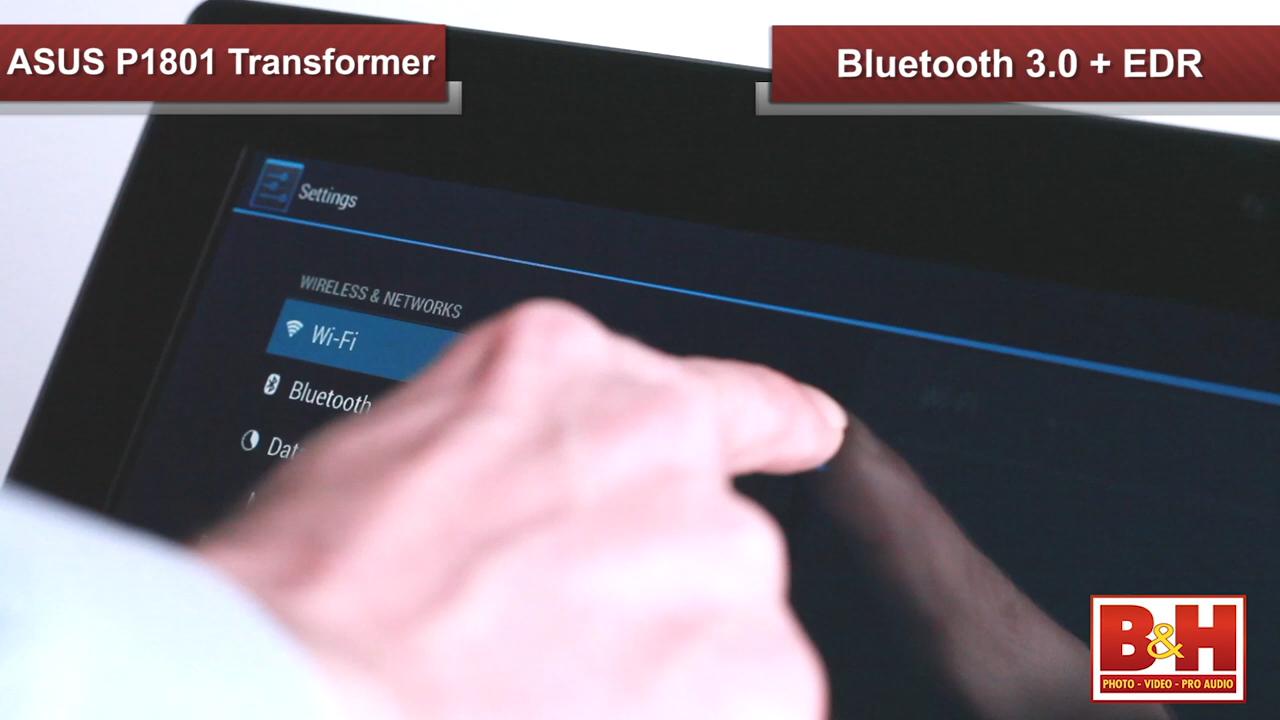 ASUS P1801 Transformer
Bluetooth 3.0 + EDR
Settings
WIRELESS & NETWORKS
Wi-Fi
Bluetooth
B&H
PHOTO - VIDEO - PRO AUDIO